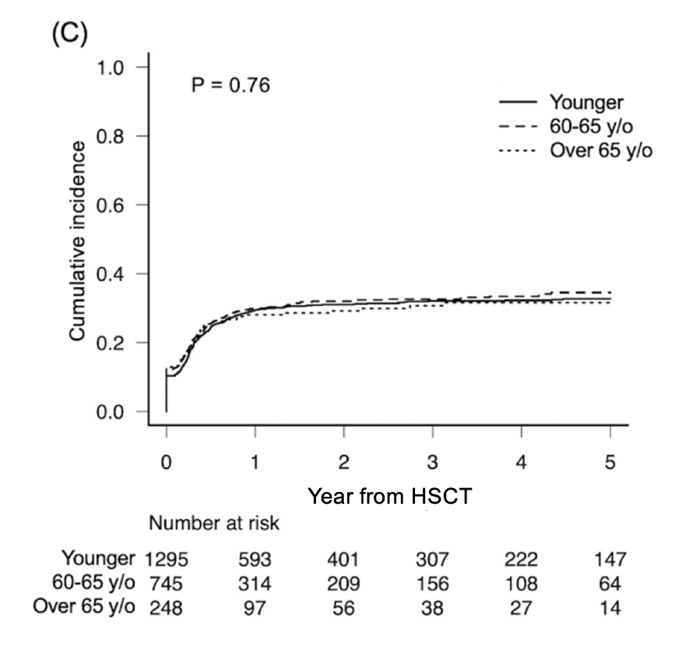 (C)
1.0
P = 0.76
0.8
0.6
0.4
0.2
0.0
Cumulative incidence
Younger
60-65 y/o
Over 65 y/o
0 1 2 3 4 5
Year from HSCT
Number at risk
Younger 1295 593 401 307 222 147
60-65 y/o 745 314 209 156 108 64
Over 65 y/o 248 97 56 38 27 14